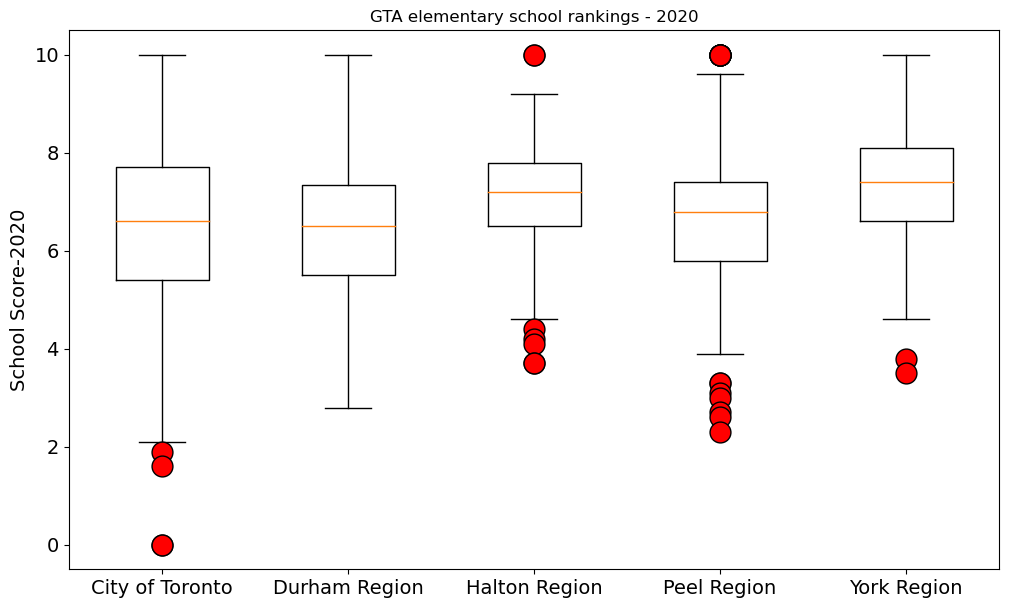 GTA elementary school rankings - 2020
School Score-2020
10
8
6
4
2
0
City of Toronto
Durham Region
Halton Region
Peel Region
York Region